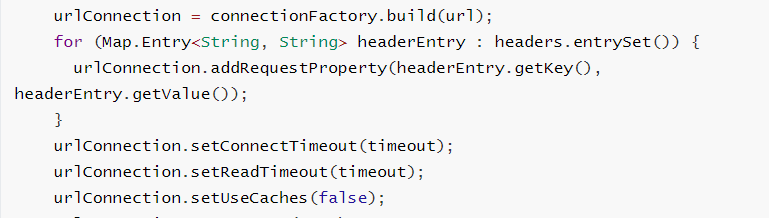 urlConnection = connectionFactory.build(url);
for (Map.Entry<String, String> headerEntry : headers.entrySet()) {
urlConnection.addRequestProperty(headerEntry.getKey(),
headerEntry.getValue());
}
urlConnection.setConnectTimeout(timeout);
urlConnection.setReadTimeout(timeout);
urlConnection.setUseCaches(false);